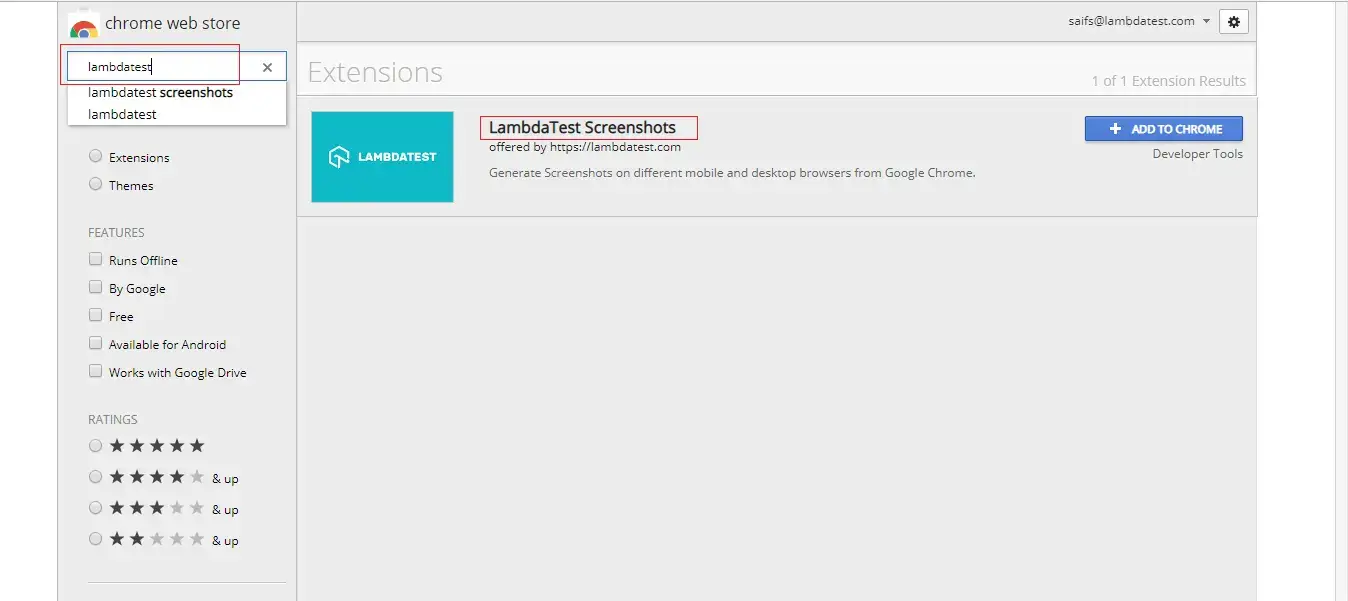 chrome web store
saifs@lambdatest.com
lambdatest
lambdatest screenshots
lambdatest
Extensions
Themes
FEATURES
Runs Offline
By Google
Free
Available for Android
Works with Google Drive
RATINGS
& up
& up
& up
Extensions
1 of 1 Extension Results
LAMBDATEST
LambdaTest Screenshots
offered by https://lambdatest.com
Generate Screenshots on different mobile and desktop browsers from Google Chrome.
ADD TO CHROME
Developer Tools